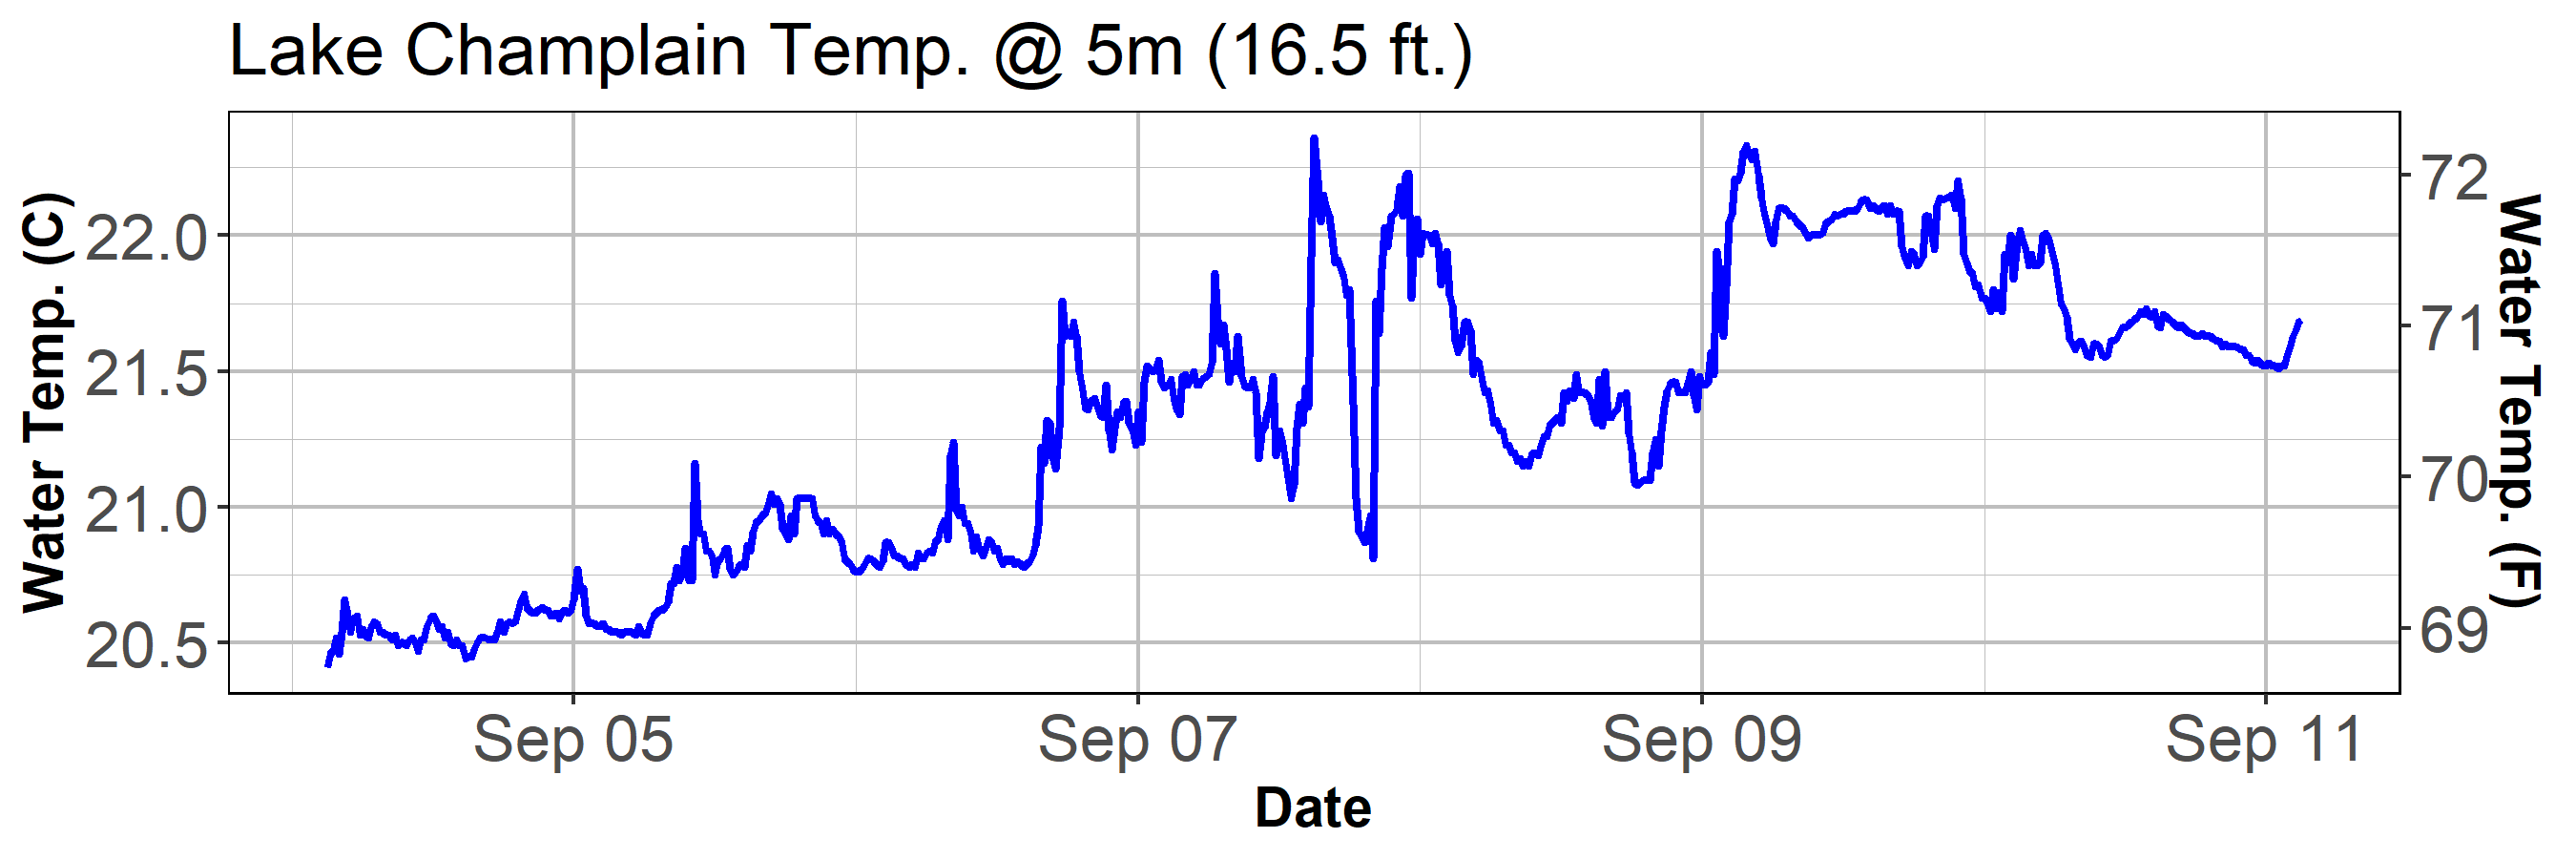 Lake Champlain Temp. @ 5m (16.5 ft.)
Water Temp. (C)
22.0
21.5
21.0
20.5
72
71
70
69
Water Temp. (F)
Sep 05
Sep 07
Sep 09
Sep 11
Date